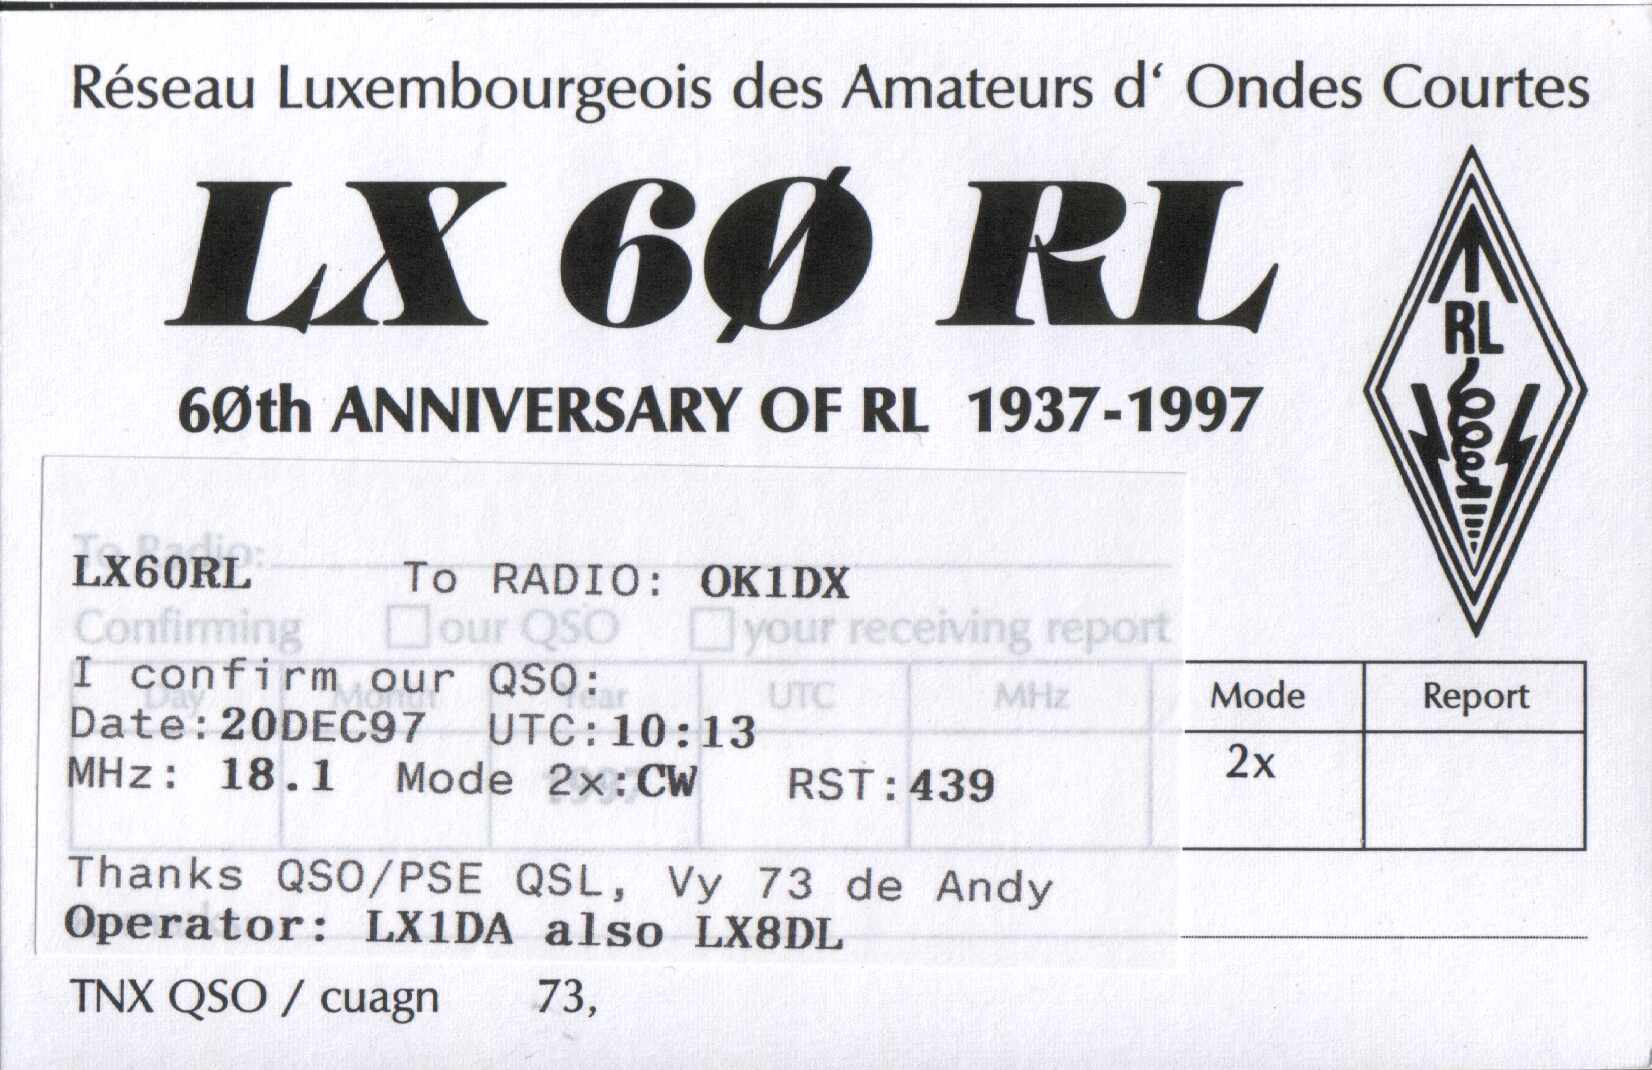 Réseau Luxembourgeois des Amateurs d‘ Ondes Courtes
LX 6Ø RL
6Øth ANNIVERSARY OF RL 1937-1997
RL
To Radio:
LX60RL To RADIO: OK1DX
Confirming our QSO your receiving report
I confirm our QSO:
Day Month Year UTC MHz Mode Report
Date:20DEC97 UTC:10:13
MHz: 18.1 Mode 2x:CW RST:439
1997 2x
Thanks QSO/PSE QSL, Vy 73 de Andy
Operator: LX1DA also LX8DL
TNX QSO / cuagn 73,